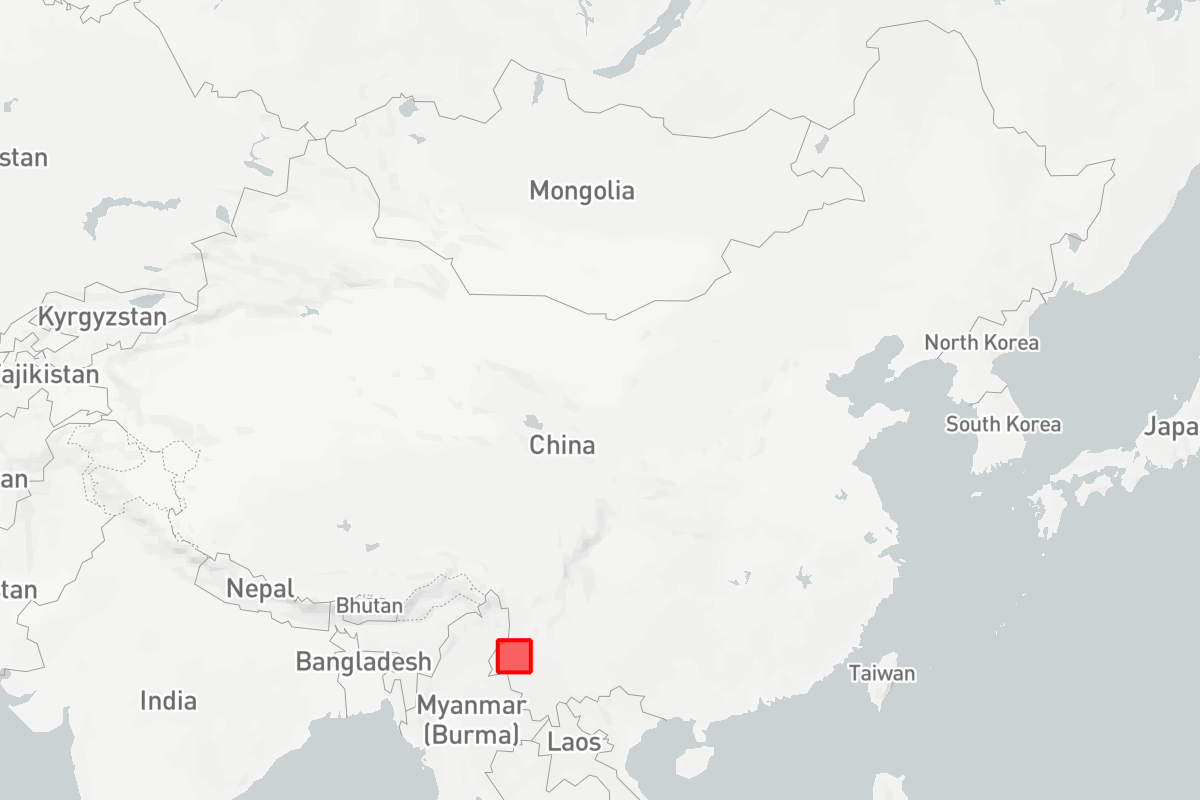 stan
Mongolia
Kyrgyzstan
North Korea
ajikistan
South Korea
Japa
China
an
stan
Nepal
Bhutan
Bangladesh
Taiwan
India
Myanmar
(Burma)
Laos